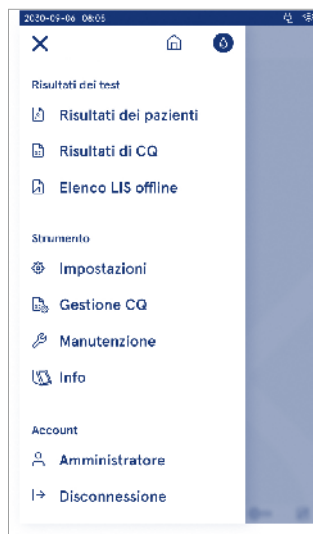 2020-09-06 08:05
Risultati dei test
Risultati dei pazienti
Risultati di CQ
Elenco LIS offline
Strumento
Impostazioni
Gestione CQ
Manutenzione
Info
Account
Amministratore
Disconnessione